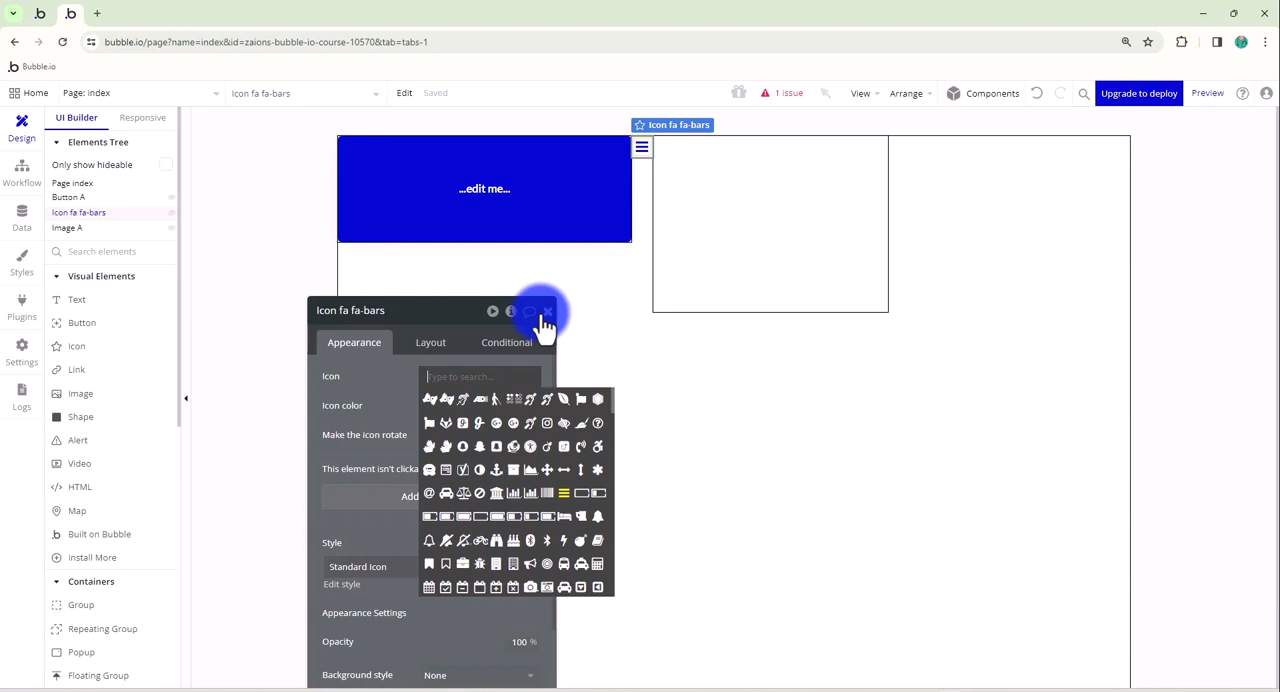 bubble.io/page?name=index&id=zaions-bubble-io-course-10570&tab=tabs-1
Bubble.io
Home
Page: index
Icon fa fa-bars
Edit
Saved
1 issue
View
Arrange
Components
Upgrade to deploy
Preview
Design
Workflow
Data
Styles
Plugins
Settings
Logs
UI Builder
Responsive
Elements Tree
Only show hideable
Page index
Button A
Icon fa fa-bars
Image A
Search elements
Visual Elements
Text
Button
Icon
Link
Image
Shape
Alert
Video
HTML
Map
Built on Bubble
Install More
Containers
Group
Repeating Group
Popup
Floating Group
Icon fa fa-bars
...edit me...
Icon fa fa-bars
Appearance
Layout
Conditional
Icon
Type to search...
Icon color
Make the icon rotate
This element isn't clicka
Add
Style
Standard Icon
Edit style
Appearance Settings
Opacity
100 %
Background style
None